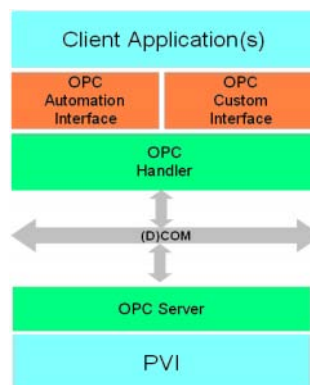 Client Application(s)
OPC
Automation
Interface
OPC
Custom
Interface
OPC
Handler
(D)COM
OPC Server
PVI